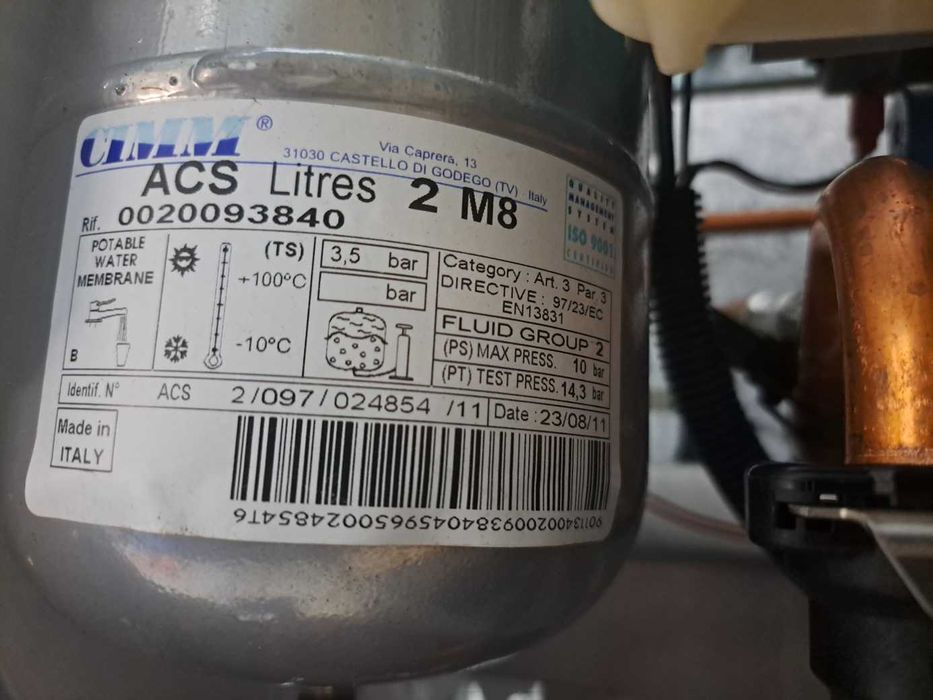 CIMM®
Via Caprera, 13
31030 CASTELLO DI GODEGO (TV) Italy
ACS Litres 2 M8
Rif. 0020093840
QUALITY
MANAGEMENT
SYSTEM
ISO 9001
CERTIFIED
POTABLE
WATER
MEMBRANE
B
(TS)
+100°C
-10°C
3,5 bar
bar
Category : Art. 3 Par. 3
DIRECTIVE : 97/23/EC
EN13831
FLUID GROUP 2
(PS) MAX PRESS. 10 bar
(PT) TEST PRESS. 14,3 bar
Identif. N° ACS 2/097/024854 /11
Date : 23/08/11
Made in
ITALY